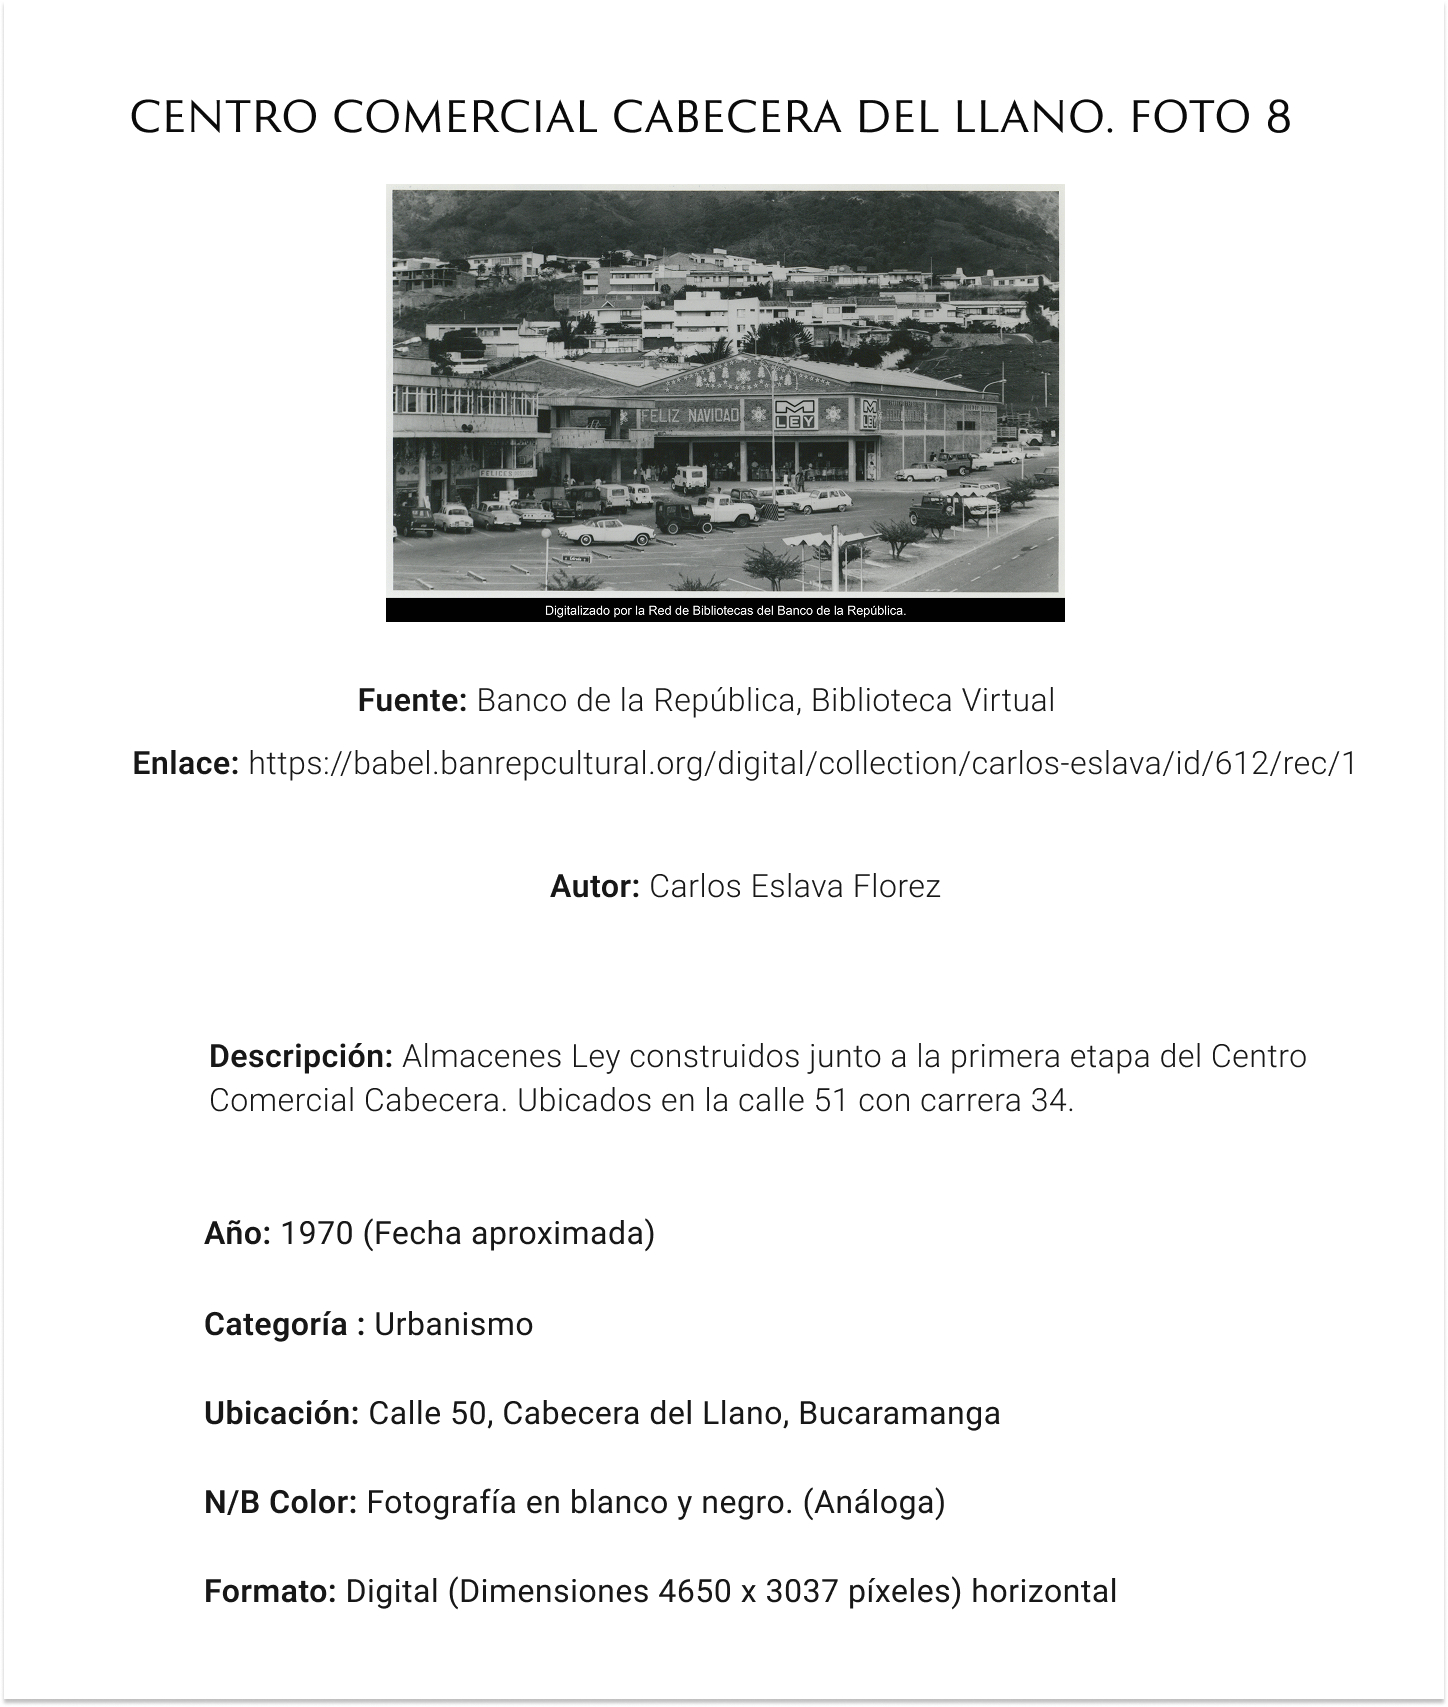 CENTRO COMERCIAL CABECERA DEL LLANO. FOTO 8
FELIZ NAVIDAD
M
LEY
M
LEY
FELICES
Digitalizado por la Red de Bibliotecas del Banco de la República.
Fuente: Banco de la República, Biblioteca Virtual
Enlace: https://babel.banrepcultural.org/digital/collection/carlos-eslava/id/612/rec/1
Autor: Carlos Eslava Florez
Descripción: Almacenes Ley construidos junto a la primera etapa del Centro
Comercial Cabecera. Ubicados en la calle 51 con carrera 34.
Año: 1970 (Fecha aproximada)
Categoría : Urbanismo
Ubicación: Calle 50, Cabecera del Llano, Bucaramanga
N/B Color: Fotografía en blanco y negro. (Análoga)
Formato: Digital (Dimensiones 4650 x 3037 píxeles) horizontal